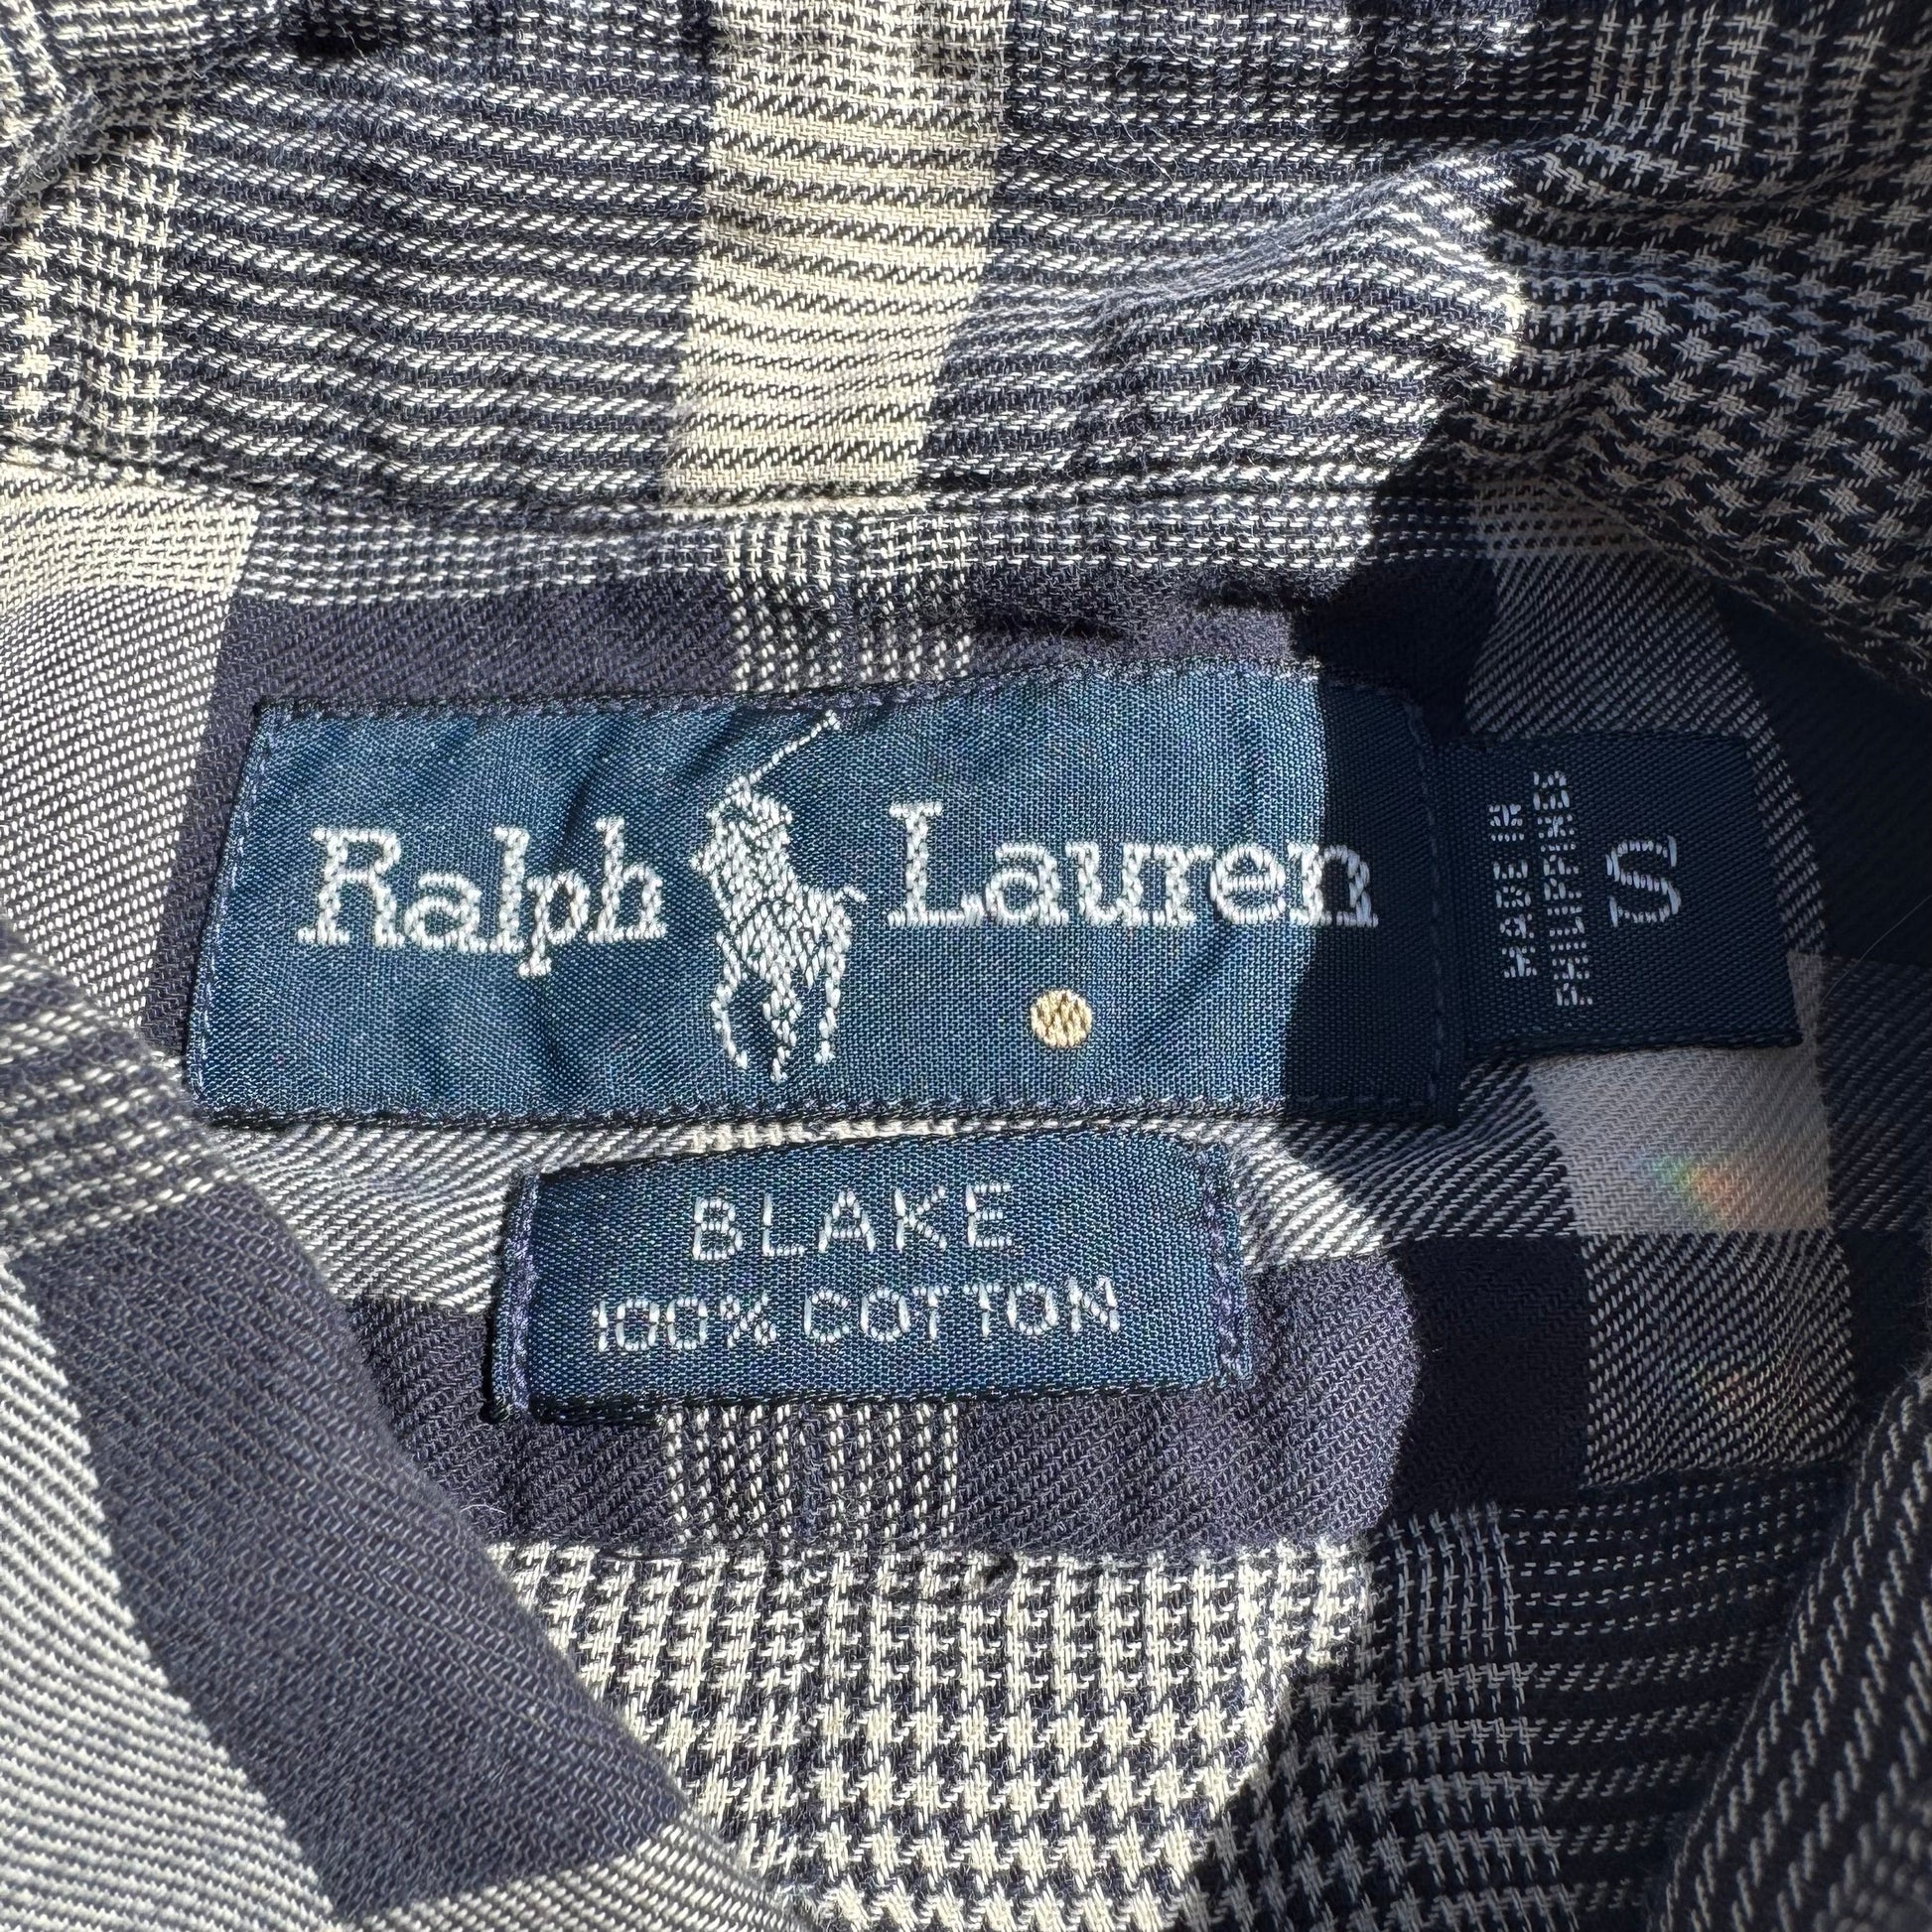 Ralph Lauren
MADE IN
PHILIPPINES
S
BLAKE
100% COTTON